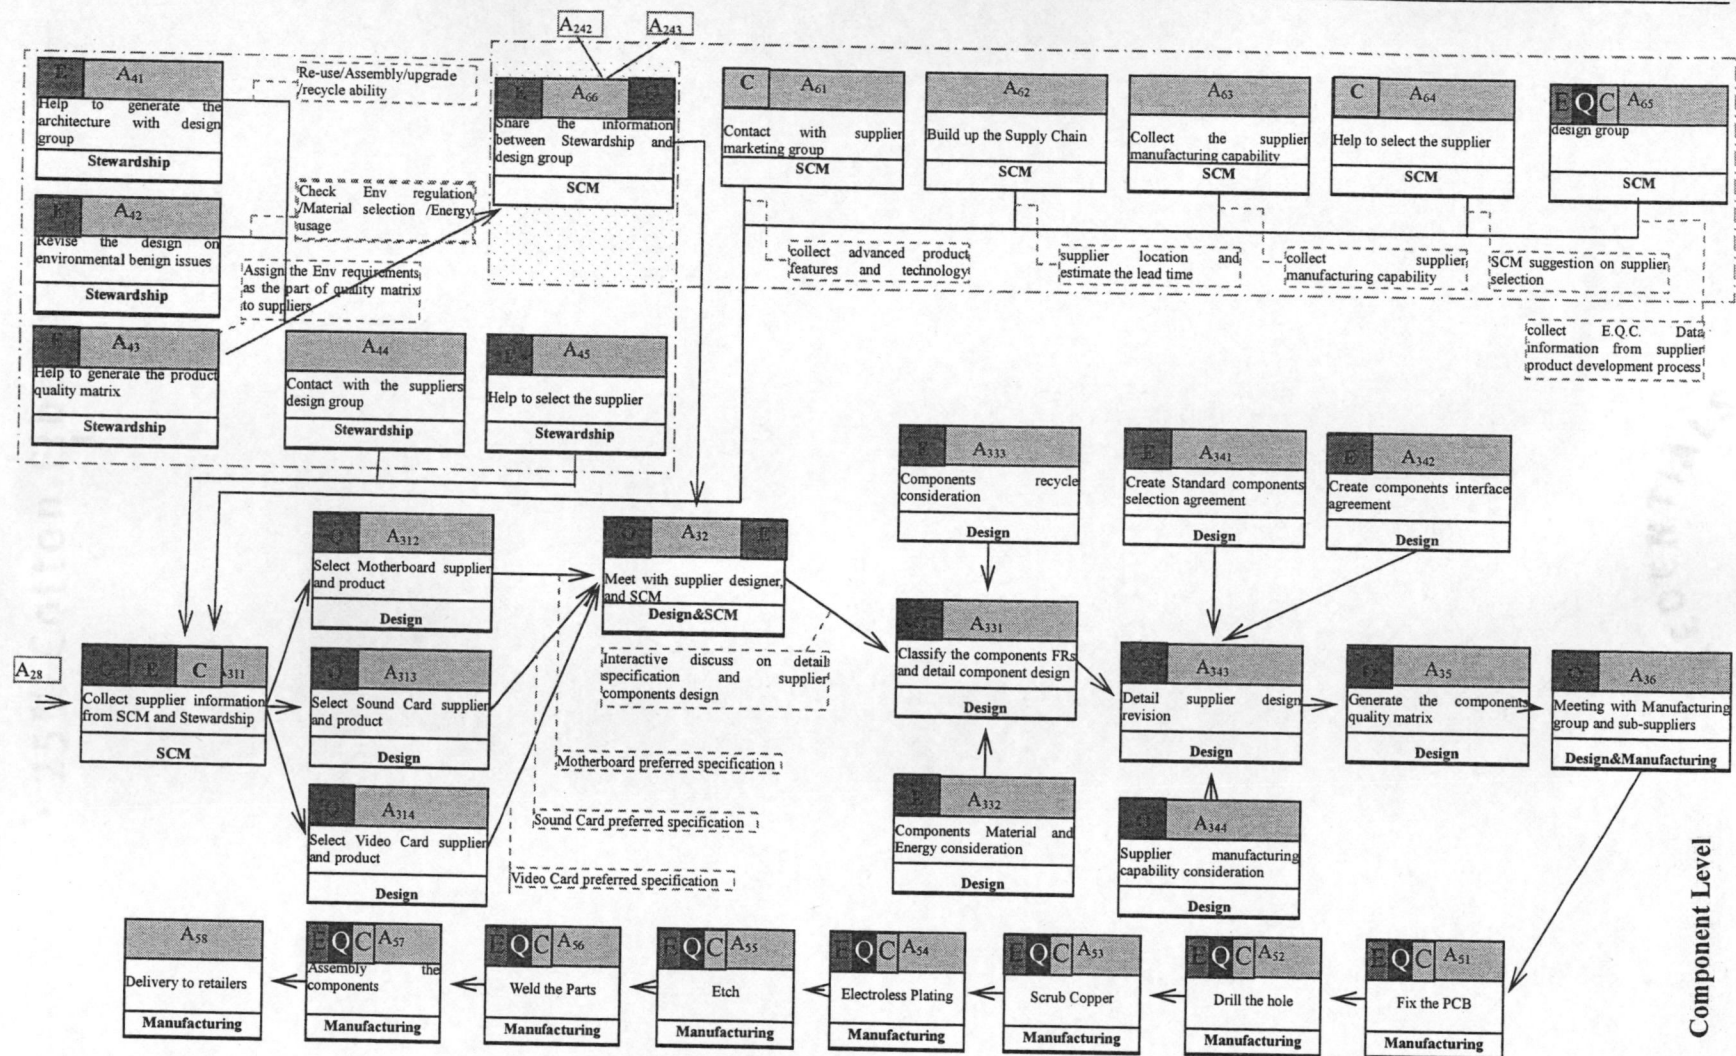 A242
A243
E A41
Help to generate the
architecture with design
group
Stewardship
Re-use/Assembly/upgrade
/recycle ability
E A66 Q
Share the information
between Stewardship and
design group
SCM
C A61
Contact with supplier
marketing group
SCM
A62
Build up the Supply Chain
SCM
A63
Collect the supplier
manufacturing capability
SCM
C A64
Help to select the supplier
SCM
E Q C A65
design group
SCM
E A42
Revise the design on
environmental benign issues
Stewardship
Check Env regulation
/Material selection /Energy
usage
Assign the Env requirements
as the part of quality matrix
to suppliers
collect advanced product
features and technology
supplier location and
estimate the lead time
collect supplier
manufacturing capability
SCM suggestion on supplier
selection
collect E.Q.C. Data
information from supplier
product development process
E A43
Help to generate the product
quality matrix
Stewardship
A44
Contact with the suppliers
design group
Stewardship
E A45
Help to select the supplier
Stewardship
E A333
Components recycle
consideration
Design
E A341
Create Standard components
selection agreement
Design
E A342
Create components interface
agreement
Design
Q A312
Select Motherboard supplier
and product
Design
Q A32 E
Meet with supplier designer,
and SCM
Design&SCM
A28
Q E C A311
Collect supplier information
from SCM and Stewardship
SCM
Q A313
Select Sound Card supplier
and product
Design
Interactive discuss on detail
specification and supplier
components design
A331
Classify the components FRs
and detail component design
Design
A343
Detail supplier design
revision
Design
A35
Generate the components
quality matrix
Design
Q A36
Meeting with Manufacturing
group and sub-suppliers
Design&Manufacturing
Motherboard preferred specification
Q A314
Select Video Card supplier
and product
Design
Sound Card preferred specification
Video Card preferred specification
E A332
Components Material and
Energy consideration
Design
Q A344
Supplier manufacturing
capability consideration
Design
A58
Delivery to retailers
Manufacturing
E Q C A57
Assembly the
components
Manufacturing
E Q C A56
Weld the Parts
Manufacturing
E Q C A55
Etch
Manufacturing
E Q C A54
Electroless Plating
Manufacturing
E Q C A53
Scrub Copper
Manufacturing
E Q C A52
Drill the hole
Manufacturing
E Q C A51
Fix the PCB
Manufacturing
Component Level